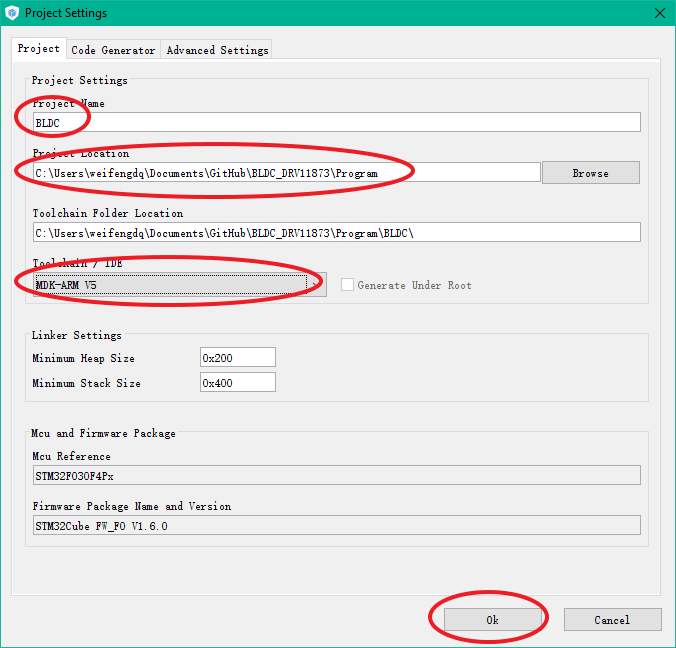 Project Settings
Project
Code Generator
Advanced Settings
Project Settings
Project Name
BLDC
Project Location
C:\Users\weifengdq\Documents\GitHub\BLDC_DRV11873\Program
Browse
Toolchain Folder Location
C:\Users\weifengdq\Documents\GitHub\BLDC_DRV11873\Program\BLDC\
Toolchain / IDE
MDK-ARM V5
Generate Under Root
Linker Settings
Minimum Heap Size
0x200
Minimum Stack Size
0x400
Mcu and Firmware Package
Mcu Reference
STM32F030F4Px
Firmware Package Name and Version
STM32Cube FW_F0 V1.6.0
Ok
Cancel